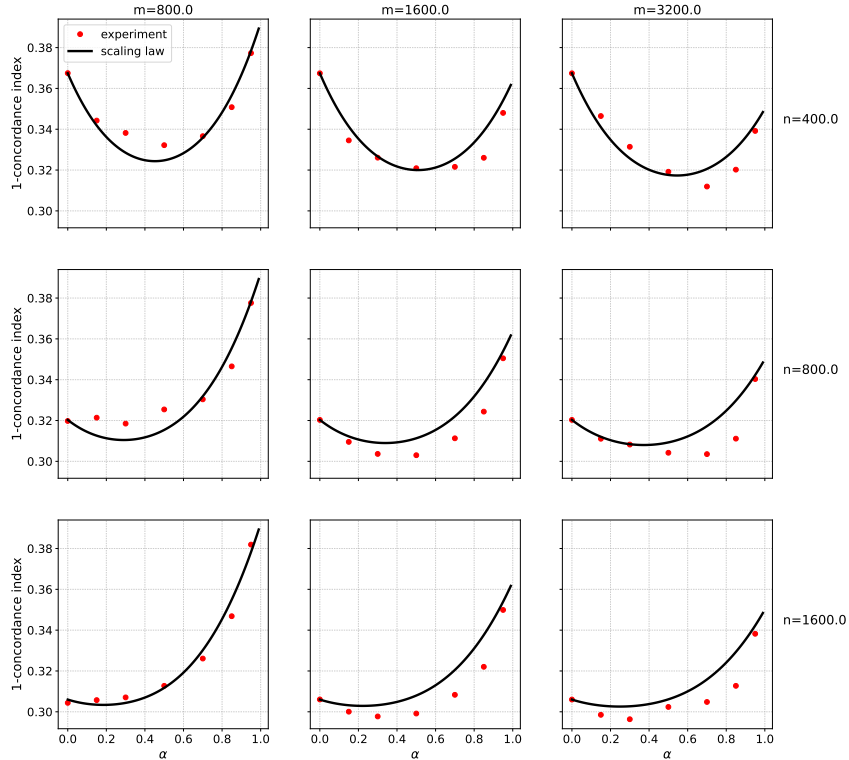 m=800.0 m=1600.0 m=3200.0
experiment
scaling law
1-concordance index
0.38
0.36
0.34
0.32
0.30
n=400.0
1-concordance index
0.38
0.36
0.34
0.32
0.30
n=800.0
1-concordance index
0.38
0.36
0.34
0.32
0.30
n=1600.0
0.0 0.2 0.4 0.6 0.8 1.0 0.0 0.2 0.4 0.6 0.8 1.0 0.0 0.2 0.4 0.6 0.8 1.0
α α α